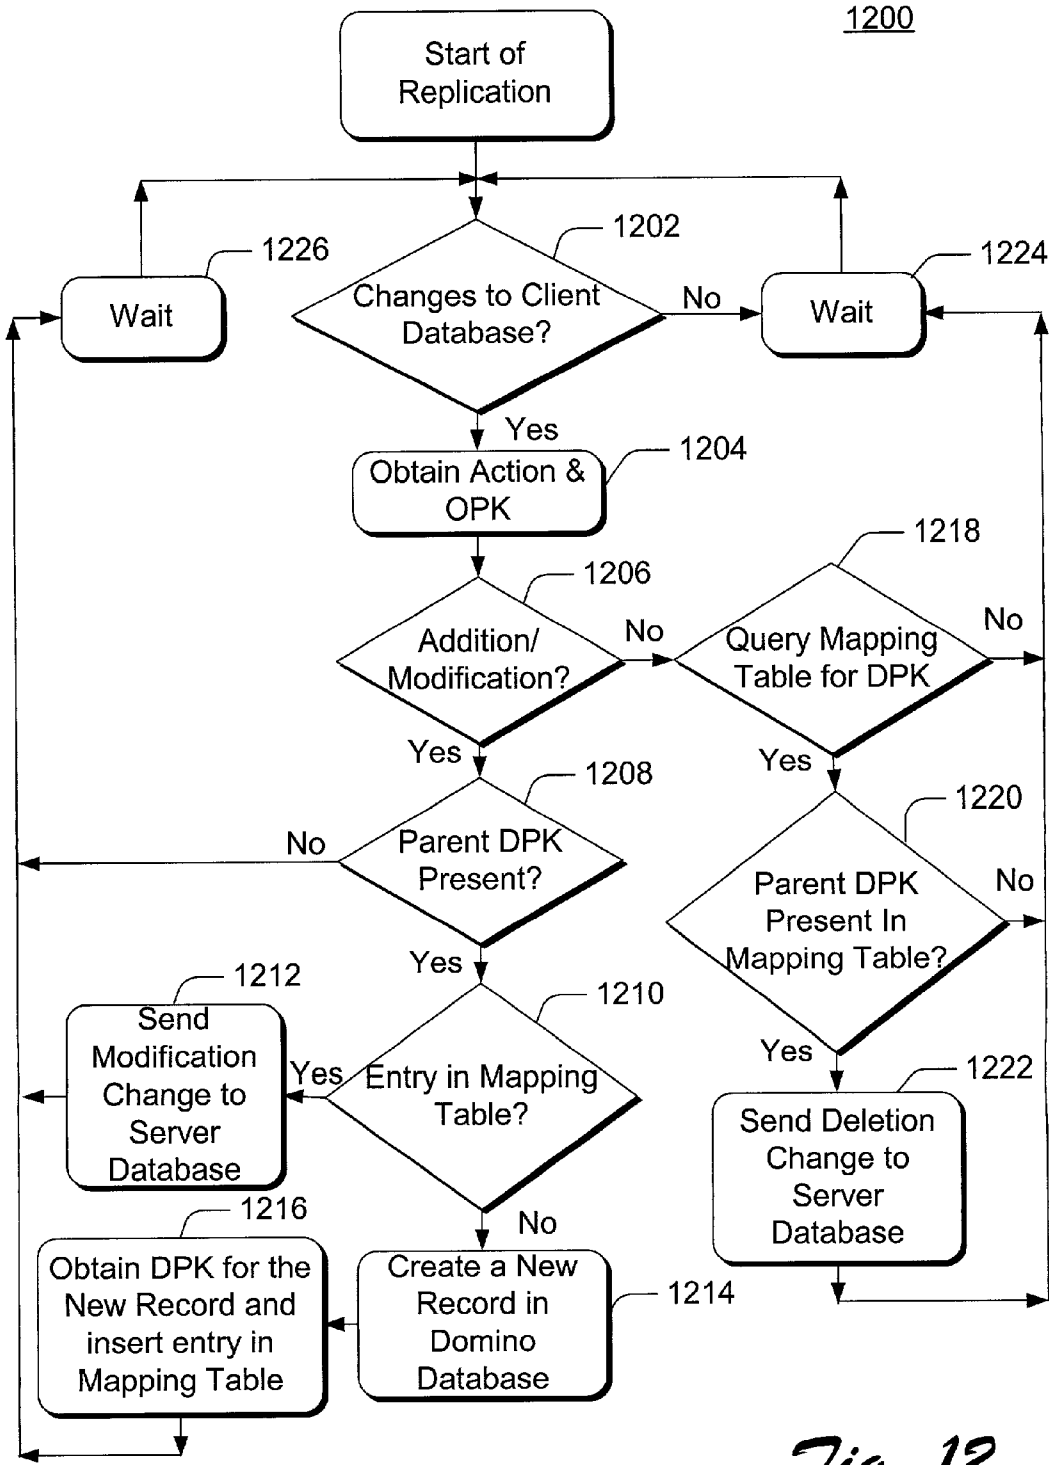 1200
Start of
Replication
1202
1226
1224
Changes to Client
Database?
No
Wait
Wait
Yes
1204
Obtain Action &
OPK
1218
1206
Addition/
Modification?
No
Query Mapping
Table for DPK
No
Yes
Yes
1208
1220
Parent DPK
Present?
No
Parent DPK
Present In
Mapping Table?
No
Yes
1212
1210
Send
Modification
Change to
Server
Database
Yes
Entry in Mapping
Table?
Yes
1222
Send Deletion
Change to
Server
Database
1216
No
Obtain DPK for the
New Record and
insert entry in
Mapping Table
Create a New
Record in
Domino
Database
1214
Fig. 12